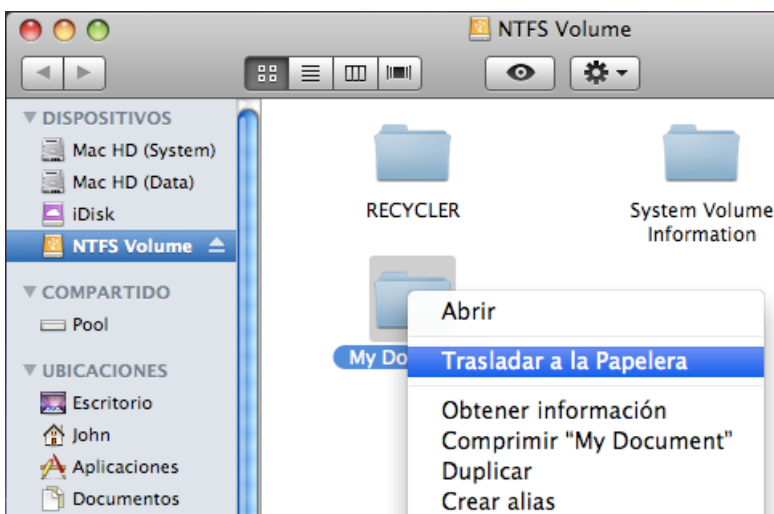 NTFS Volume
DISPOSITIVOS
Mac HD (System)
Mac HD (Data)
iDisk
NTFS Volume
COMPARTIDO
Pool
UBICACIONES
Escritorio
John
Aplicaciones
Documentos
RECYCLER
System Volume
Information
My Do
Abrir
Trasladar a la Papelera
Obtener información
Comprimir “My Document”
Duplicar
Crear alias